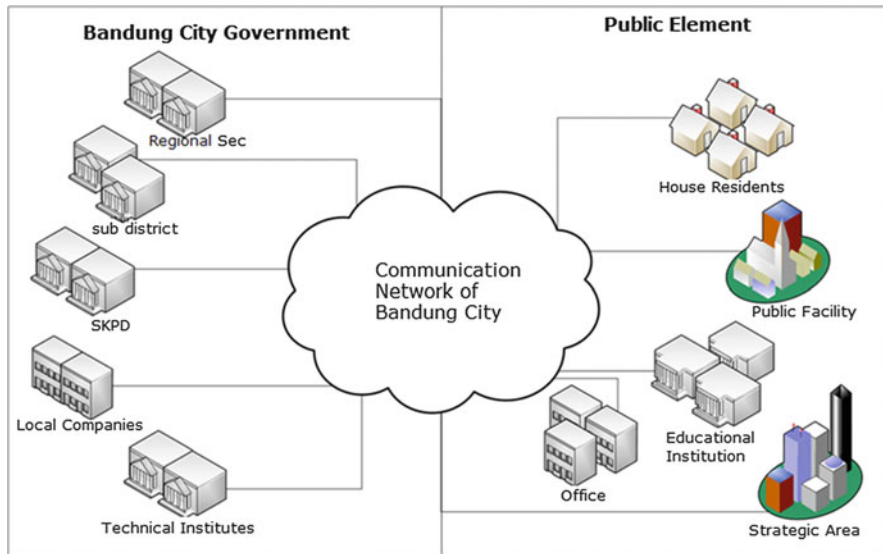 Bandung City Government
Regional Sec
sub district
SKPD
Local Companies
Technical Institutes
Communication
Network of
Bandung City
Public Element
House Residents
Public Facility
Educational
Institution
Office
Strategic Area